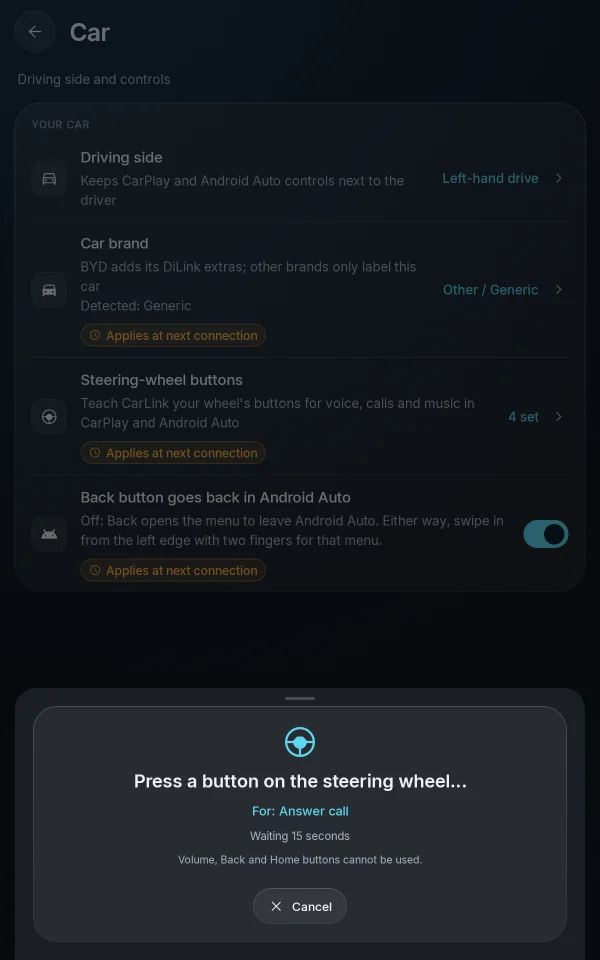 Car
Driving side and controls
YOUR CAR
Driving side
Keeps CarPlay and Android Auto controls next to the
driver
Left-hand drive
Car brand
BYD adds its DiLink extras; other brands only label this
car
Detected: Generic
Other / Generic
Applies at next connection
Steering-wheel buttons
Teach CarLink your wheel's buttons for voice, calls and music in
CarPlay and Android Auto
4 set
Applies at next connection
Back button goes back in Android Auto
Off: Back opens the menu to leave Android Auto. Either way, swipe in
from the left edge with two fingers for that menu.
Applies at next connection
Press a button on the steering wheel...
For: Answer call
Waiting 15 seconds
Volume, Back and Home buttons cannot be used.
Cancel